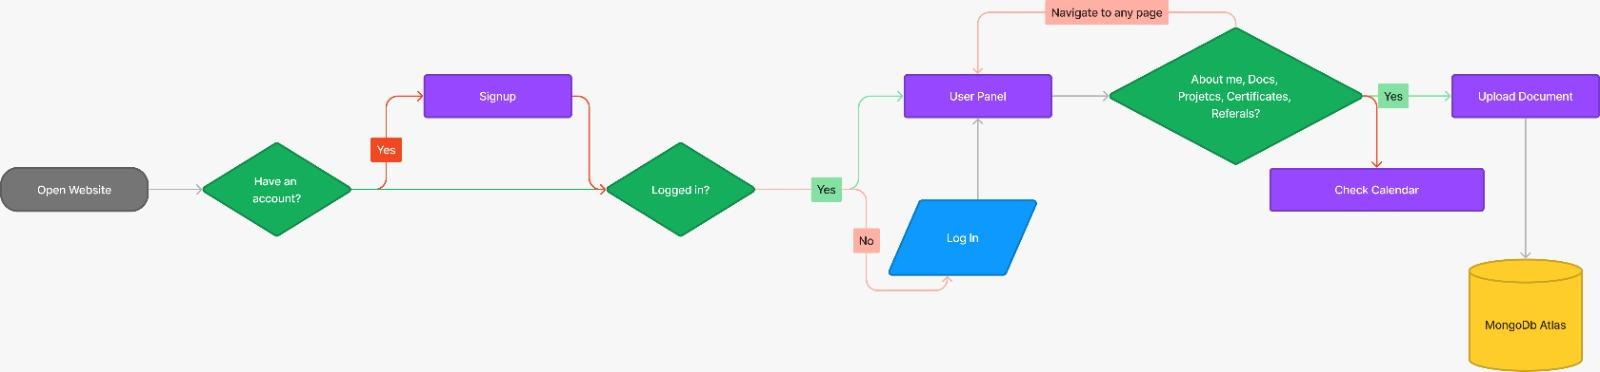 Navigate to any page
Open Website
Have an
account?
Yes
Signup
Logged in?
Yes
No
User Panel
Log In
About me, Docs,
Projetcs, Certificates,
Referals?
Yes
Upload Document
Check Calendar
MongoDb Atlas